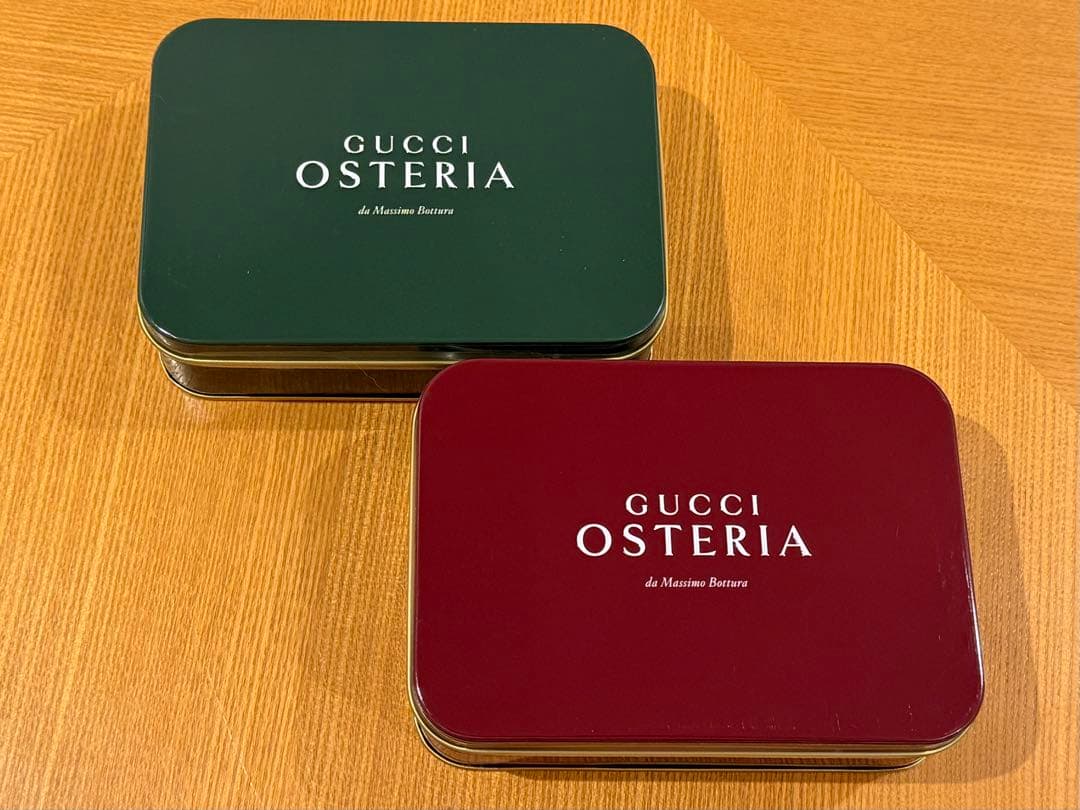 GUCCI
OSTERIA
da Massimo Bottura
GUCCI
OSTERIA
da Massimo Bottura